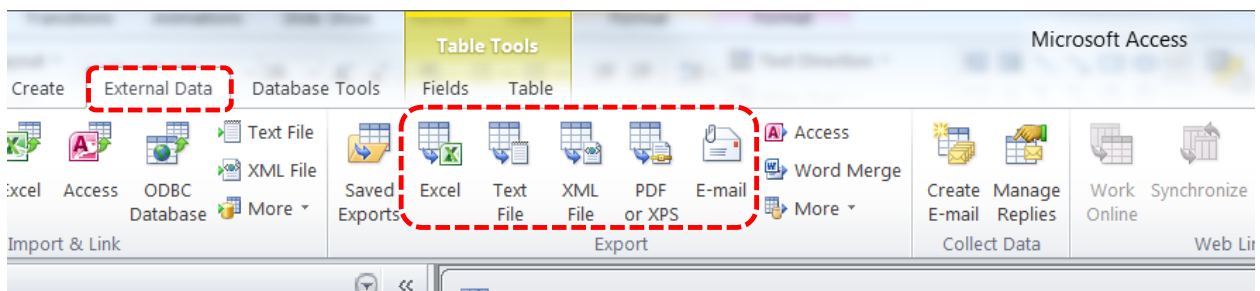 Table Tools
Microsoft Access
Create External Data Database Tools Fields Table
Text File
XML File
More
Excel Access ODBC Database
Import & Link
Saved Exports
Excel Text File XML File PDF or XPS E-mail
Access
Word Merge
More
Export
Create E-mail Manage Replies
Collect Data
Work Online Synchronize
Web Li